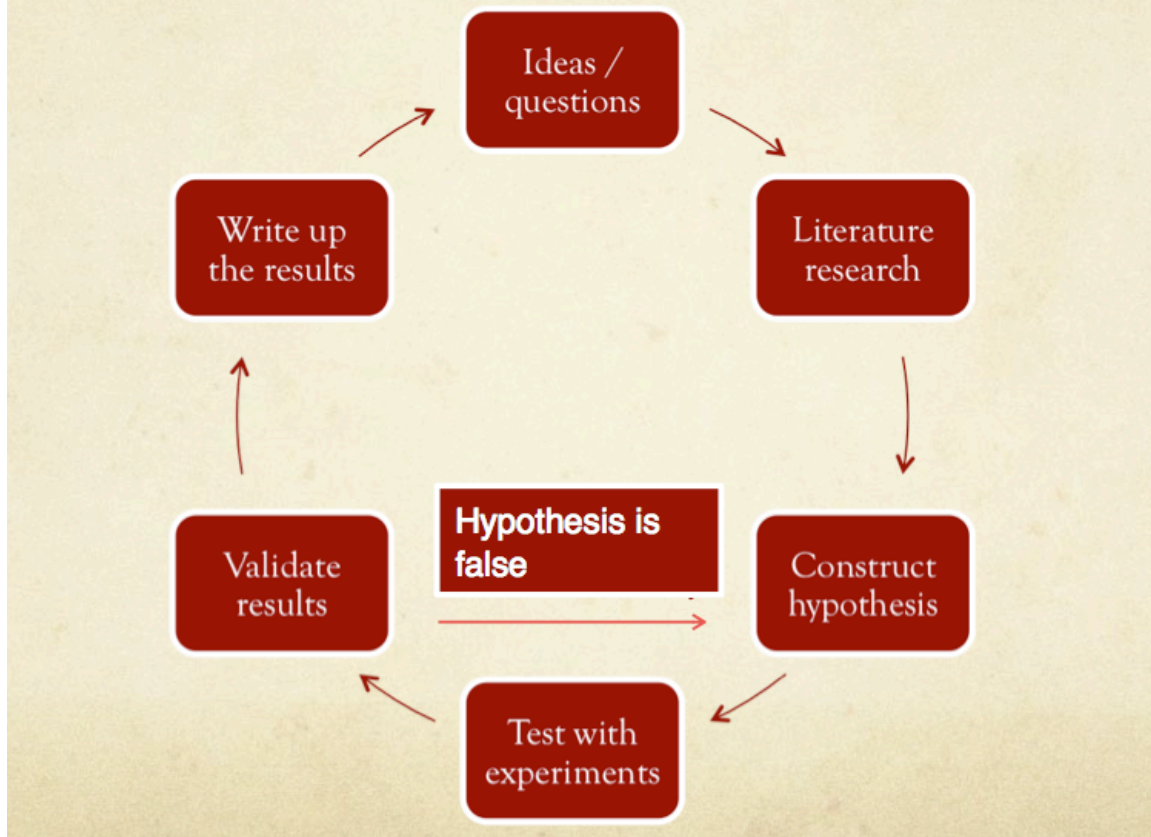 Ideas /
questions
Literature
research
Construct
hypothesis
Test with
experiments
Validate
results
Write up
the results
Hypothesis is
false